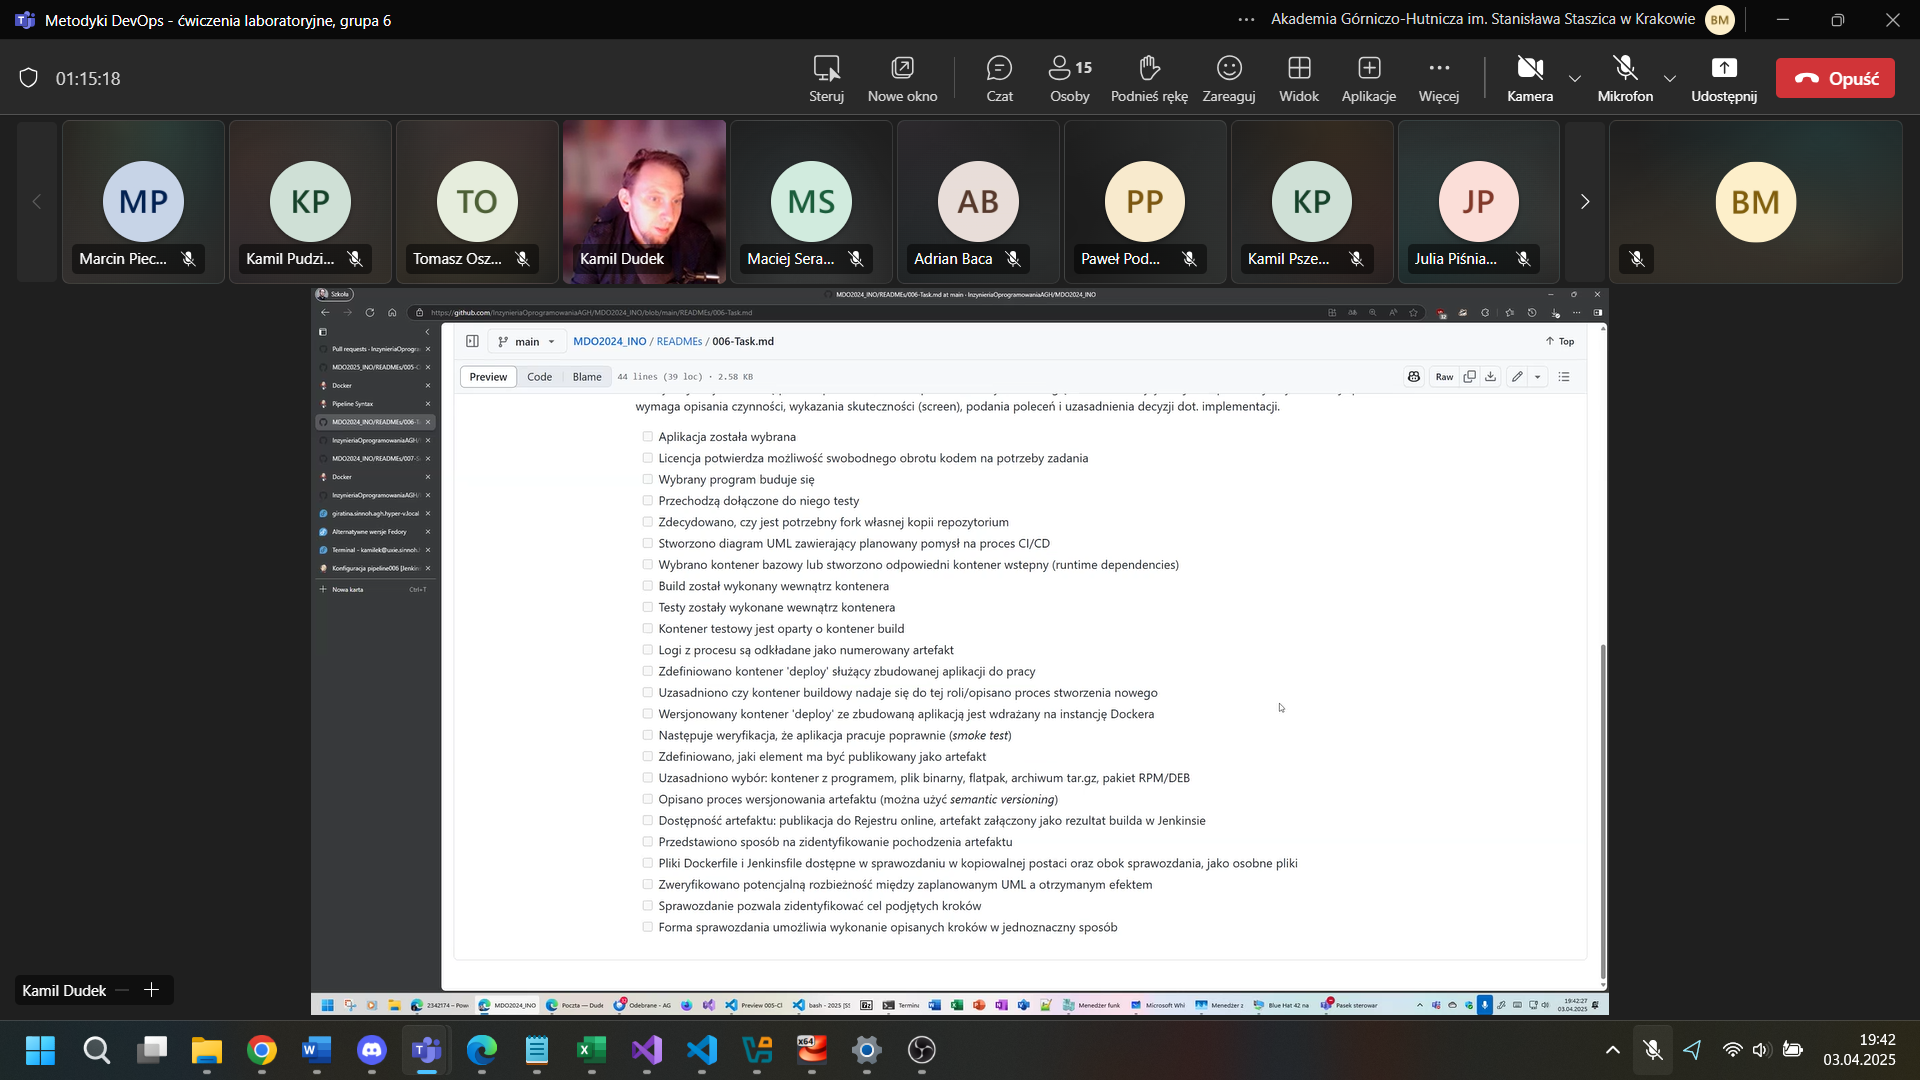 Metodyki DevOps - ćwiczenia laboratoryjne, grupa 6
Akademia Górniczo-Hutnicza im. Stanisława Staszica w Krakowie
BM
01:15:18
Steruj
Nowe okno
Czat
15
Osoby
Podnieś rękę
Zareaguj
Widok
Aplikacje
Więcej
Kamera
Mikrofon
Udostępnij
Opuść
MP
KP
TO
MS
AB
PP
KP
JP
BM
Marcin Piec...
Kamil Pudzi...
Tomasz Osz...
Kamil Dudek
Maciej Sera...
Adrian Baca
Paweł Pod...
Kamil Psze...
Julia Piśnia...
Szkoła
MDO2024_INO/READMEs/006-Task.md at main · InzynieriaOprogramowaniaAGH/MDO2024_INO
https://github.com/InzynieriaOprogramowaniaAGH/MDO2024_INO/blob/main/READMEs/006-Task.md
Pull requests · InzynieriaOprogra
MDO2025_INO/READMEs/005-C
Docker
Pipeline Syntax
MDO2024_INO/READMEs/006-T
InzynieriaOprogramowaniaAGH/
MDO2024_INO/READMEs/007-S
Docker
InzynieriaOprogramowaniaAGH/
giratina.sinnoh.agh.hyper-v.local
Alternatywne wersje Fedory
Terminal - kamilek@uxie.sinnoh.
Konfiguracja pipeline006 [Jenkin
Nowa karta
Ctrl+T
main
MDO2024_INO / READMEs / 006-Task.md
Top
Preview
Code
Blame
44 lines (39 loc) · 2.58 KB
Raw
wymaga opisania czynności, wykazania skuteczności (screen), podania poleceń i uzasadnienia decyzji dot. implementacji.
Aplikacja została wybrana
Licencja potwierdza możliwość swobodnego obrotu kodem na potrzeby zadania
Wybrany program buduje się
Przechodzą dołączone do niego testy
Zdecydowano, czy jest potrzebny fork własnej kopii repozytorium
Stworzono diagram UML zawierający planowany pomysł na proces CI/CD
Wybrano kontener bazowy lub stworzono odpowiedni kontener wstepny (runtime dependencies)
Build został wykonany wewnątrz kontenera
Testy zostały wykonane wewnątrz kontenera
Kontener testowy jest oparty o kontener build
Logi z procesu są odkładane jako numerowany artefakt
Zdefiniowano kontener 'deploy' służący zbudowanej aplikacji do pracy
Uzasadniono czy kontener buildowy nadaje się do tej roli/opisano proces stworzenia nowego
Wersjonowany kontener 'deploy' ze zbudowaną aplikacją jest wdrażany na instancję Dockera
Następuje weryfikacja, że aplikacja pracuje poprawnie (smoke test)
Zdefiniowano, jaki element ma być publikowany jako artefakt
Uzasadniono wybór: kontener z programem, plik binarny, flatpak, archiwum tar.gz, pakiet RPM/DEB
Opisano proces wersjonowania artefaktu (można użyć semantic versioning)
Dostępność artefaktu: publikacja do Rejestru online, artefakt załączony jako rezultat builda w Jenkinsie
Przedstawiono sposób na zidentyfikowanie pochodzenia artefaktu
Pliki Dockerfile i Jenkinsfile dostępne w sprawozdaniu w kopiowalnej postaci oraz obok sprawozdania, jako osobne pliki
Zweryfikowano potencjalną rozbieżność między zaplanowanym UML a otrzymanym efektem
Sprawozdanie pozwala zidentyfikować cel podjętych kroków
Forma sprawozdania umożliwia wykonanie opisanych kroków w jednoznaczny sposób
Kamil Dudek
2342174 – Pow
MDO2024_INO
Poczta — Dude
Odebrane - AG
Preview 005-Cl
bash - 2025 [S
Termina
Menedżer funk
Microsoft Whi
Menedżer z
Blue Hat 42 na
Pasek sterowar
19:42:27
03.04.2025
x64
19:42
03.04.2025